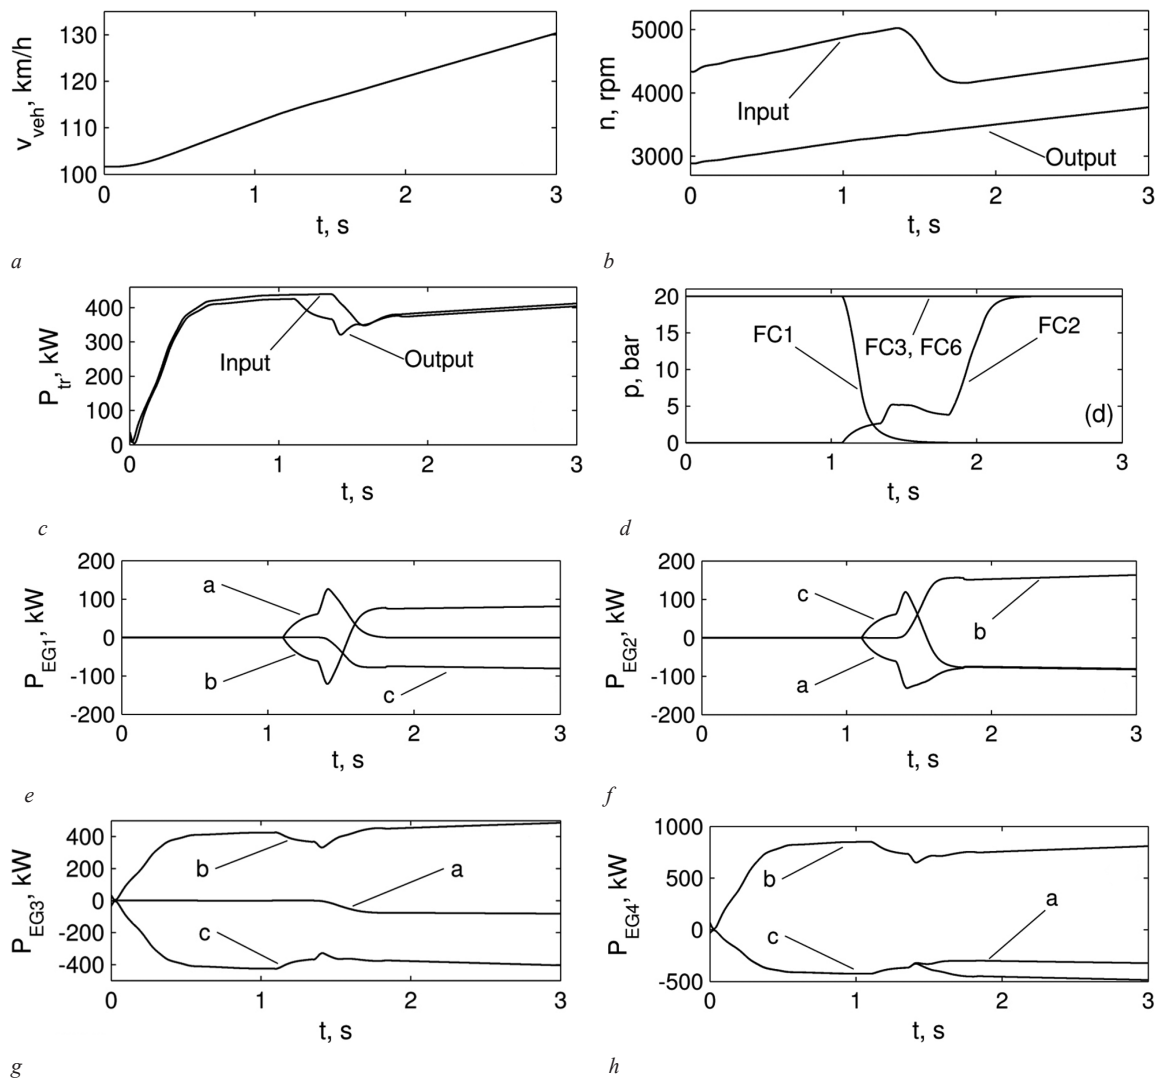 v_veh, km/h
130
120
110
100
0 1 2 3
t, s
a
n, rpm
5000
4000
3000
Input
Output
0 1 2 3
t, s
b
P_tr, kW
400
300
200
100
0
Input
Output
0 1 2 3
t, s
c
p, bar
20
15
10
5
0
FC1
FC3, FC6
FC2
(d)
0 1 2 3
t, s
d
P_EG1, kW
200
100
0
-100
-200
a
b
c
0 1 2 3
t, s
e
P_EG2, kW
200
100
0
-100
-200
c
b
a
0 1 2 3
t, s
f
P_EG3, kW
400
200
0
-200
-400
b
a
c
0 1 2 3
t, s
g
P_EG4, kW
1000
500
0
-500
b
a
c
0 1 2 3
t, s
h